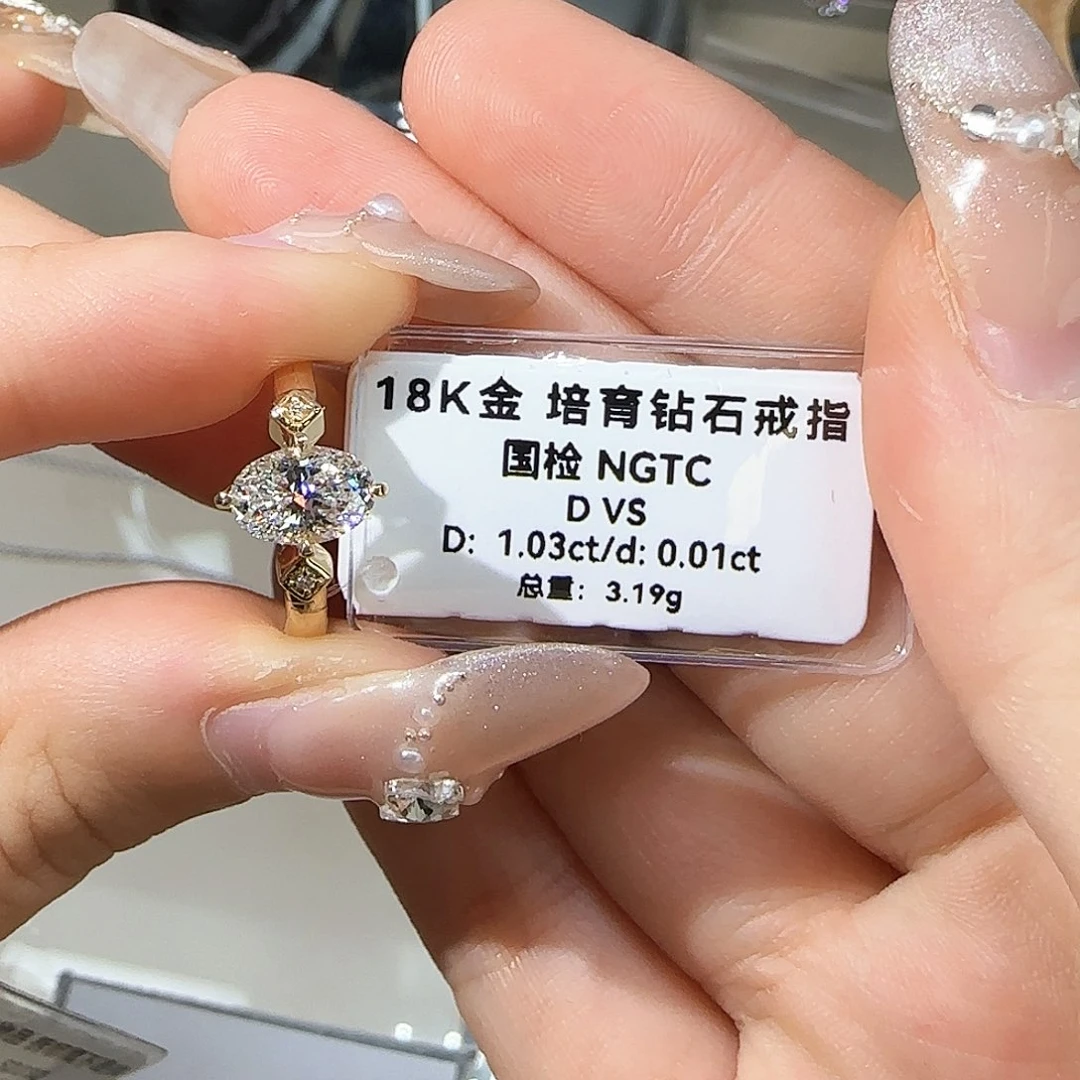 18K金 培育钻石戒指
国检 NGTC
D VS
D: 1.03ct/d: 0.01ct
总重: 3.19g